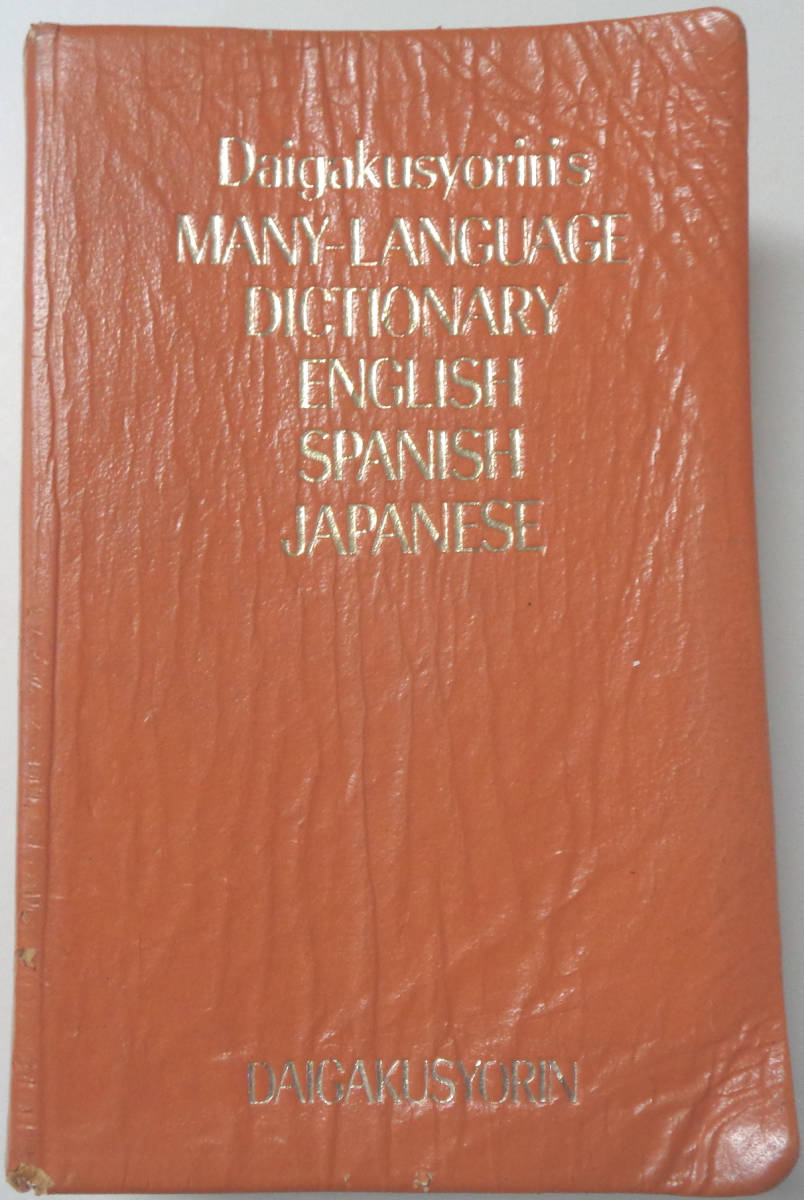 Daigakusyorin's
MANY-LANGUAGE
DICTIONARY
ENGLISH
SPANISH
JAPANESE
DAIGAKUSYORIN